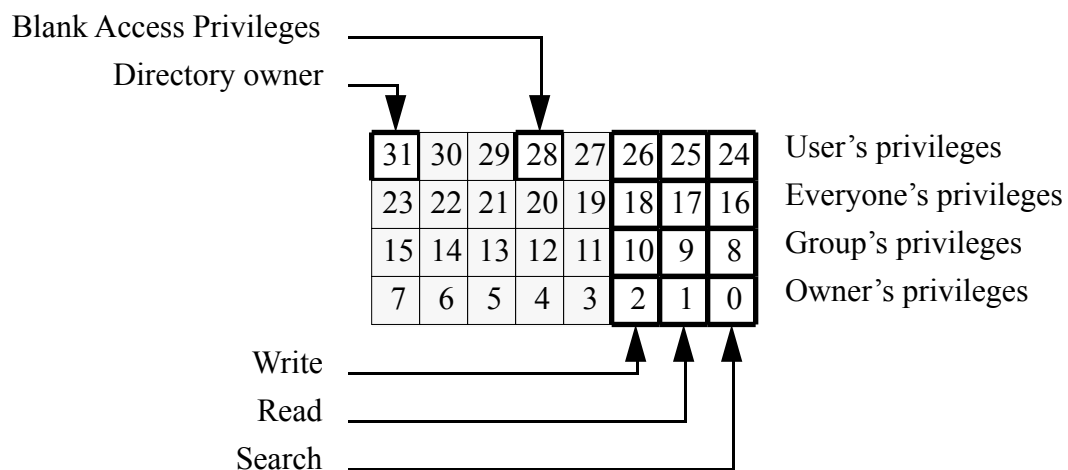 Blank Access Privileges
Directory owner
31 30 29 28 27 26 25 24 User’s privileges
23 22 21 20 19 18 17 16 Everyone’s privileges
15 14 13 12 11 10 9 8 Group’s privileges
7 6 5 4 3 2 1 0 Owner’s privileges
Write
Read
Search